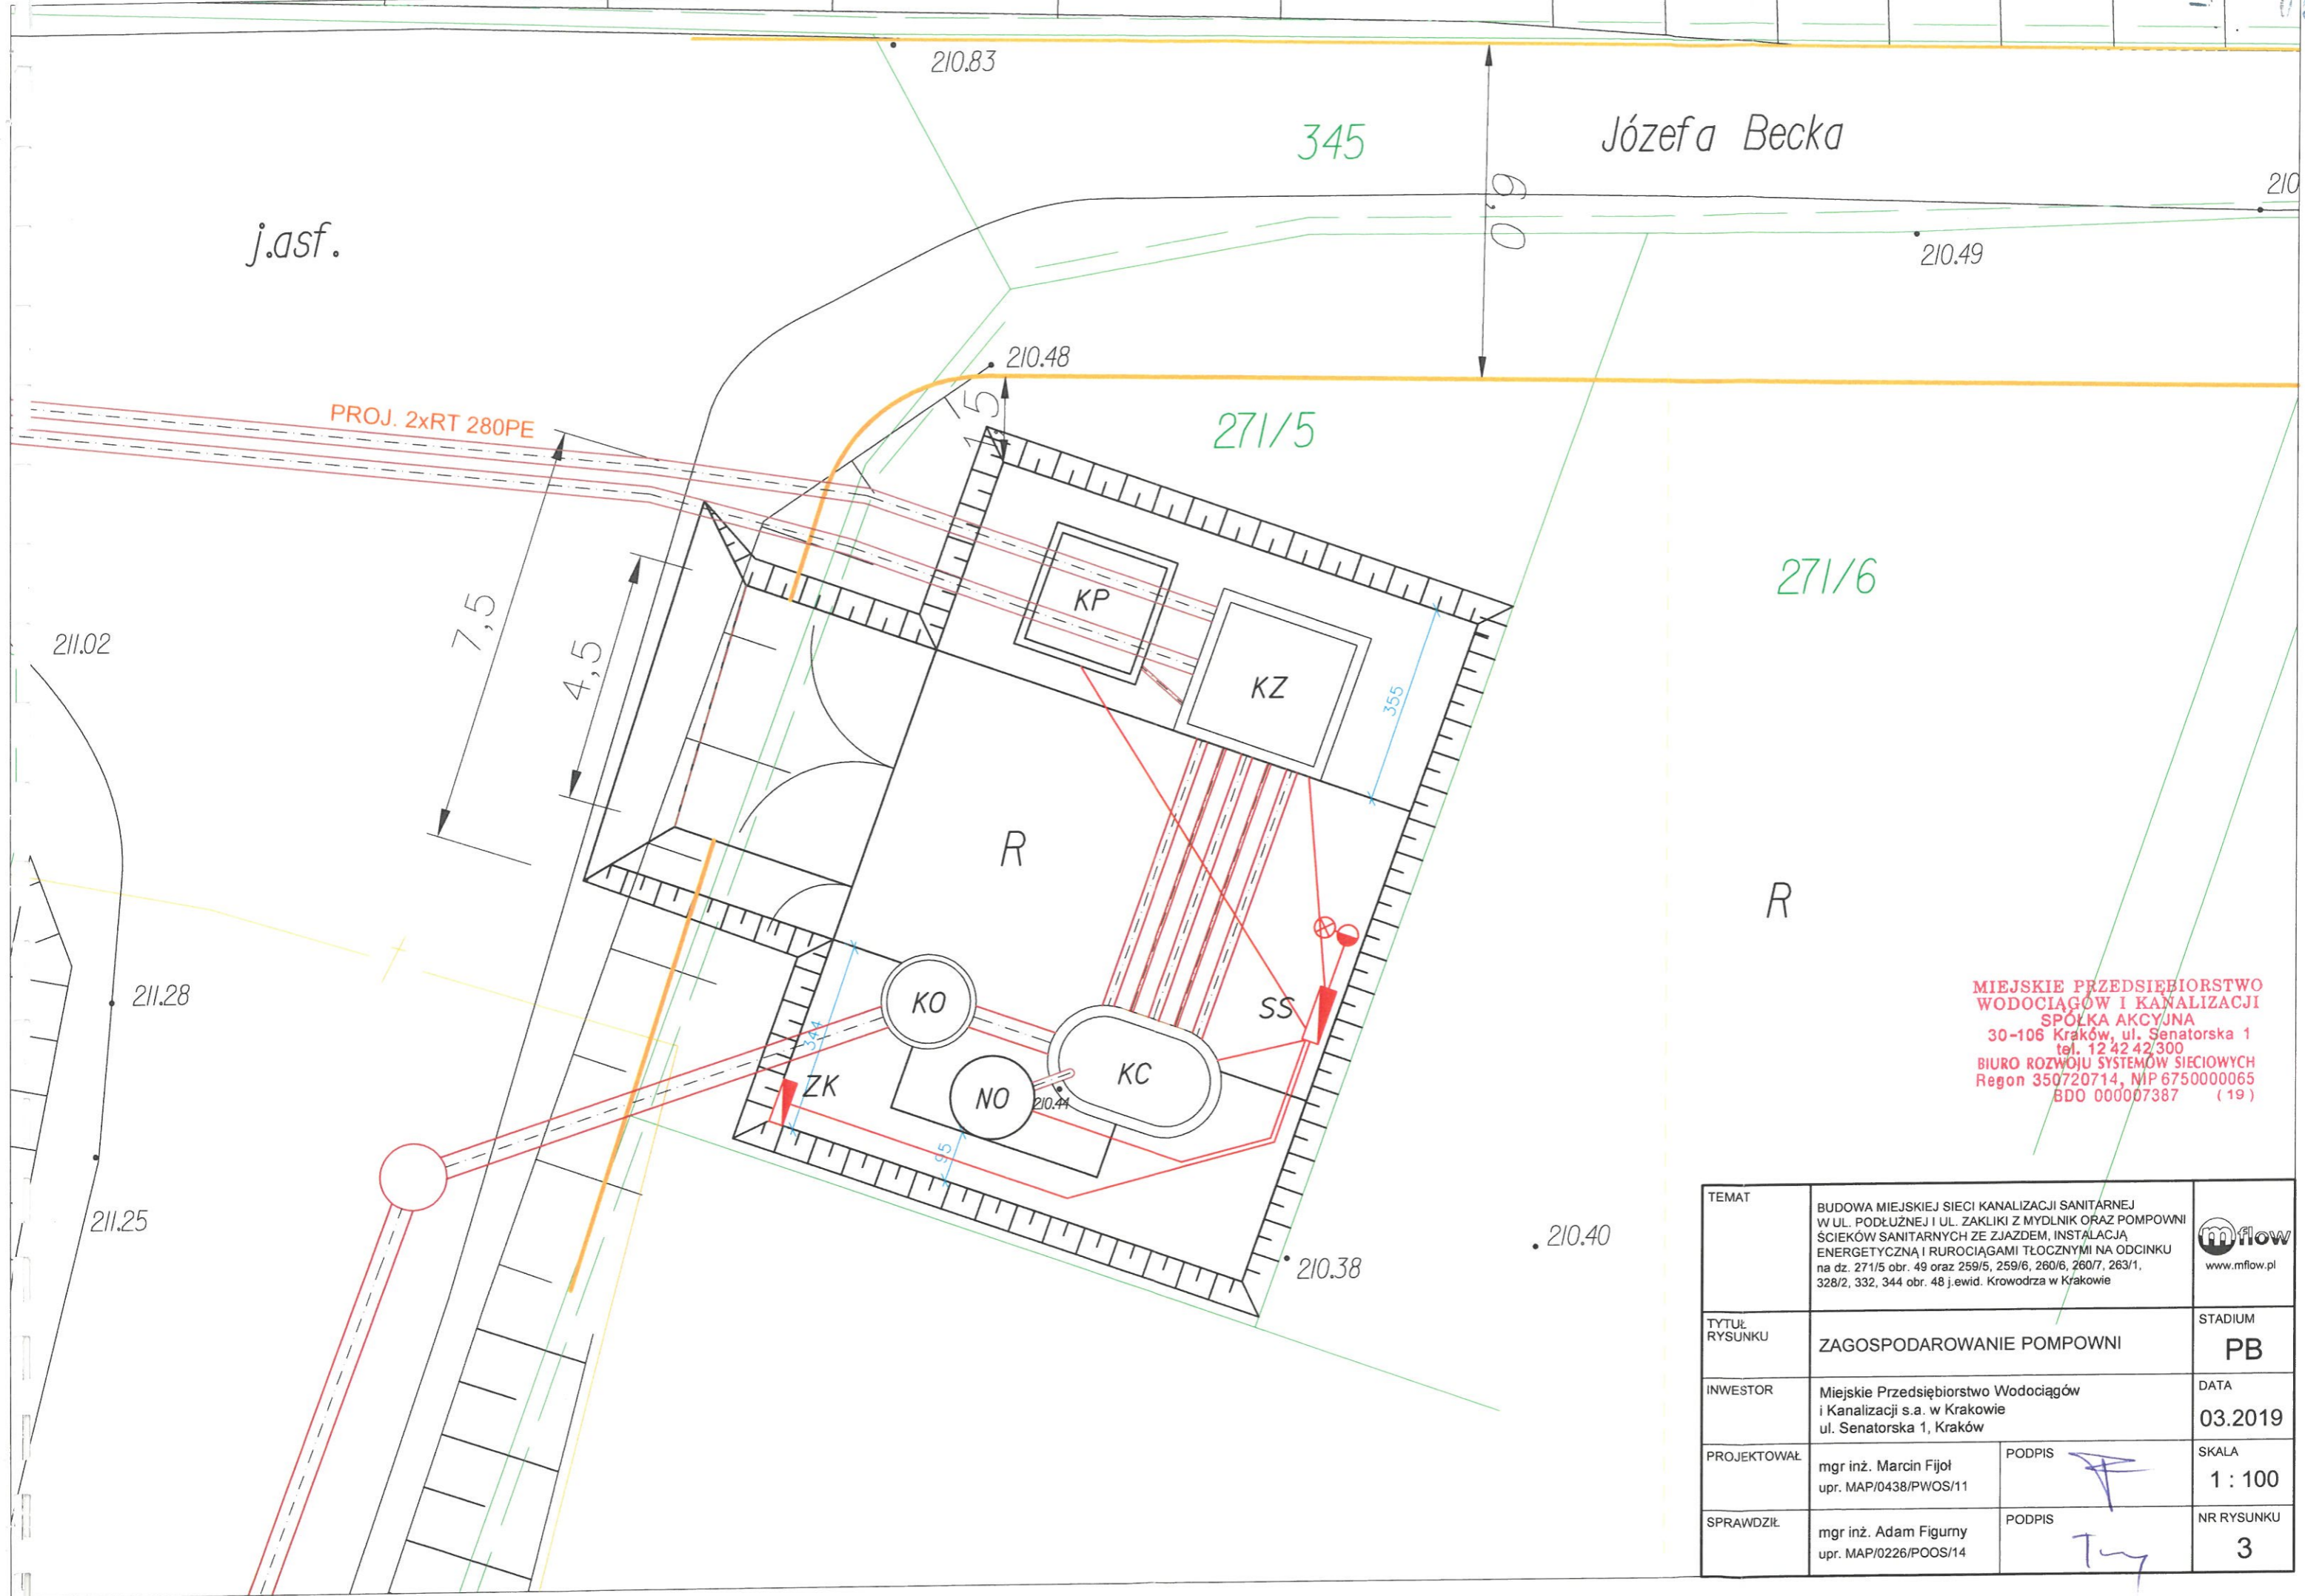 210.83
345
Józefa Becka
210
j.asf.
6,0
210.49
210.48
PROJ. 2xRT 280PE
1,5
271/5
7,5
4,5
KP
271/6
211.02
KZ
355
R
R
211.28
KO
SS
344
ZK
NO
210.44
KC
95
211.25
210.38
210.40
MIEJSKIE PRZEDSIĘBIORSTWO
WODOCIĄGÓW I KANALIZACJI
SPÓŁKA AKCYJNA
30-106 Kraków, ul. Senatorska 1
tel. 12 42 42 300
BIURO ROZWOJU SYSTEMÓW SIECIOWYCH
Regon 350720714, NIP 6750000065
BDO 000007387 (19)
TEMAT
BUDOWA MIEJSKIEJ SIECI KANALIZACJI SANITARNEJ
W UL. PODŁUŻNEJ I UL. ZAKLIKI Z MYDLNIK ORAZ POMPOWNI
ŚCIEKÓW SANITARNYCH ZE ZJAZDEM, INSTALACJĄ
ENERGETYCZNĄ I RUROCIĄGAMI TŁOCZNYMI NA ODCINKU
na dz. 271/5 obr. 49 oraz 259/5, 259/6, 260/6, 260/7, 263/1,
328/2, 332, 344 obr. 48 j.ewid. Krowodrza w Krakowie
mflow
www.mflow.pl
TYTUŁ
RYSUNKU
ZAGOSPODAROWANIE POMPOWNI
STADIUM
PB
INWESTOR
Miejskie Przedsiębiorstwo Wodociągów
i Kanalizacji s.a. w Krakowie
ul. Senatorska 1, Kraków
DATA
03.2019
PROJEKTOWAŁ
mgr inż. Marcin Fijoł
upr. MAP/0438/PWOS/11
PODPIS
SKALA
1 : 100
SPRAWDZIŁ
mgr inż. Adam Figurny
upr. MAP/0226/POOS/14
PODPIS
NR RYSUNKU
3